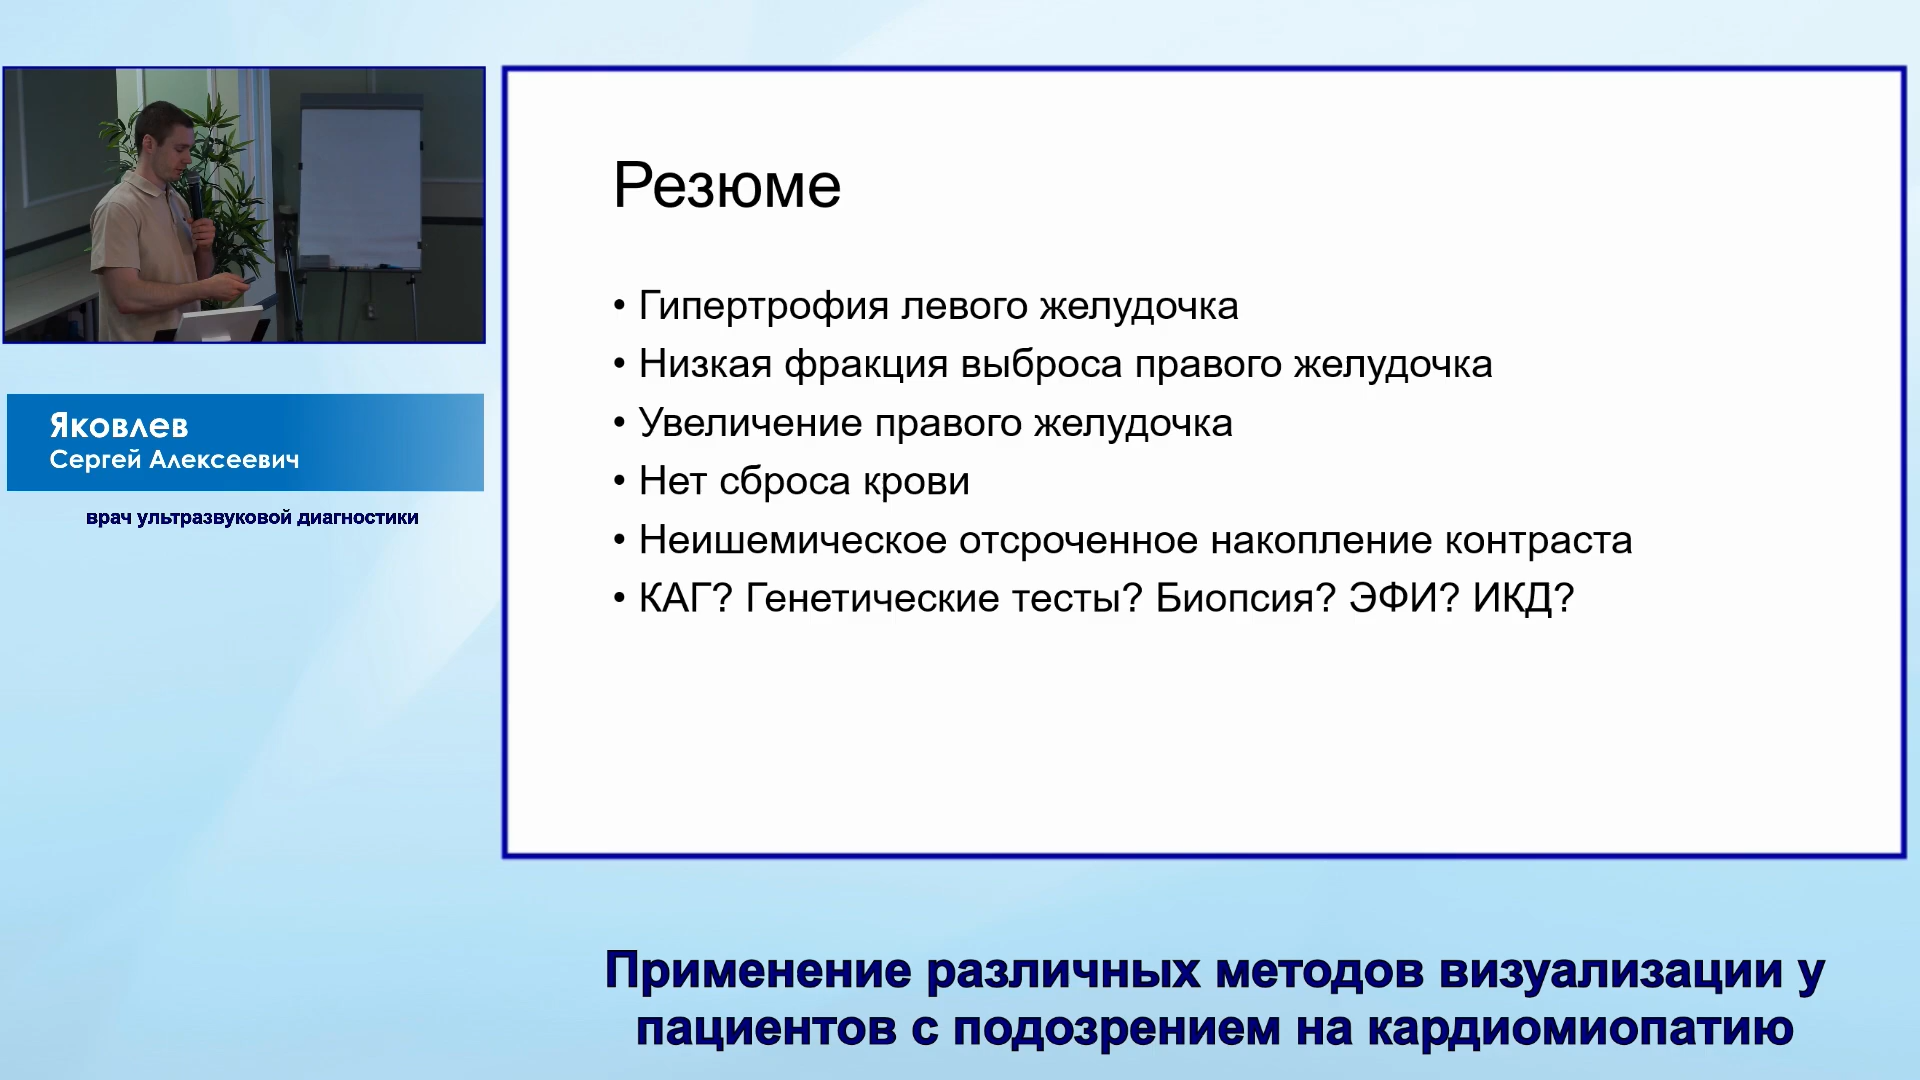 Яковлев
Сергей Алексеевич
врач ультразвуковой диагностики
Резюме
• Гипертрофия левого желудочка
• Низкая фракция выброса правого желудочка
• Увеличение правого желудочка
• Нет сброса крови
• Неишемическое отсроченное накопление контраста
• КАГ? Генетические тесты? Биопсия? ЭФИ? ИКД?
Применение различных методов визуализации у
пациентов с подозрением на кардиомиопатию